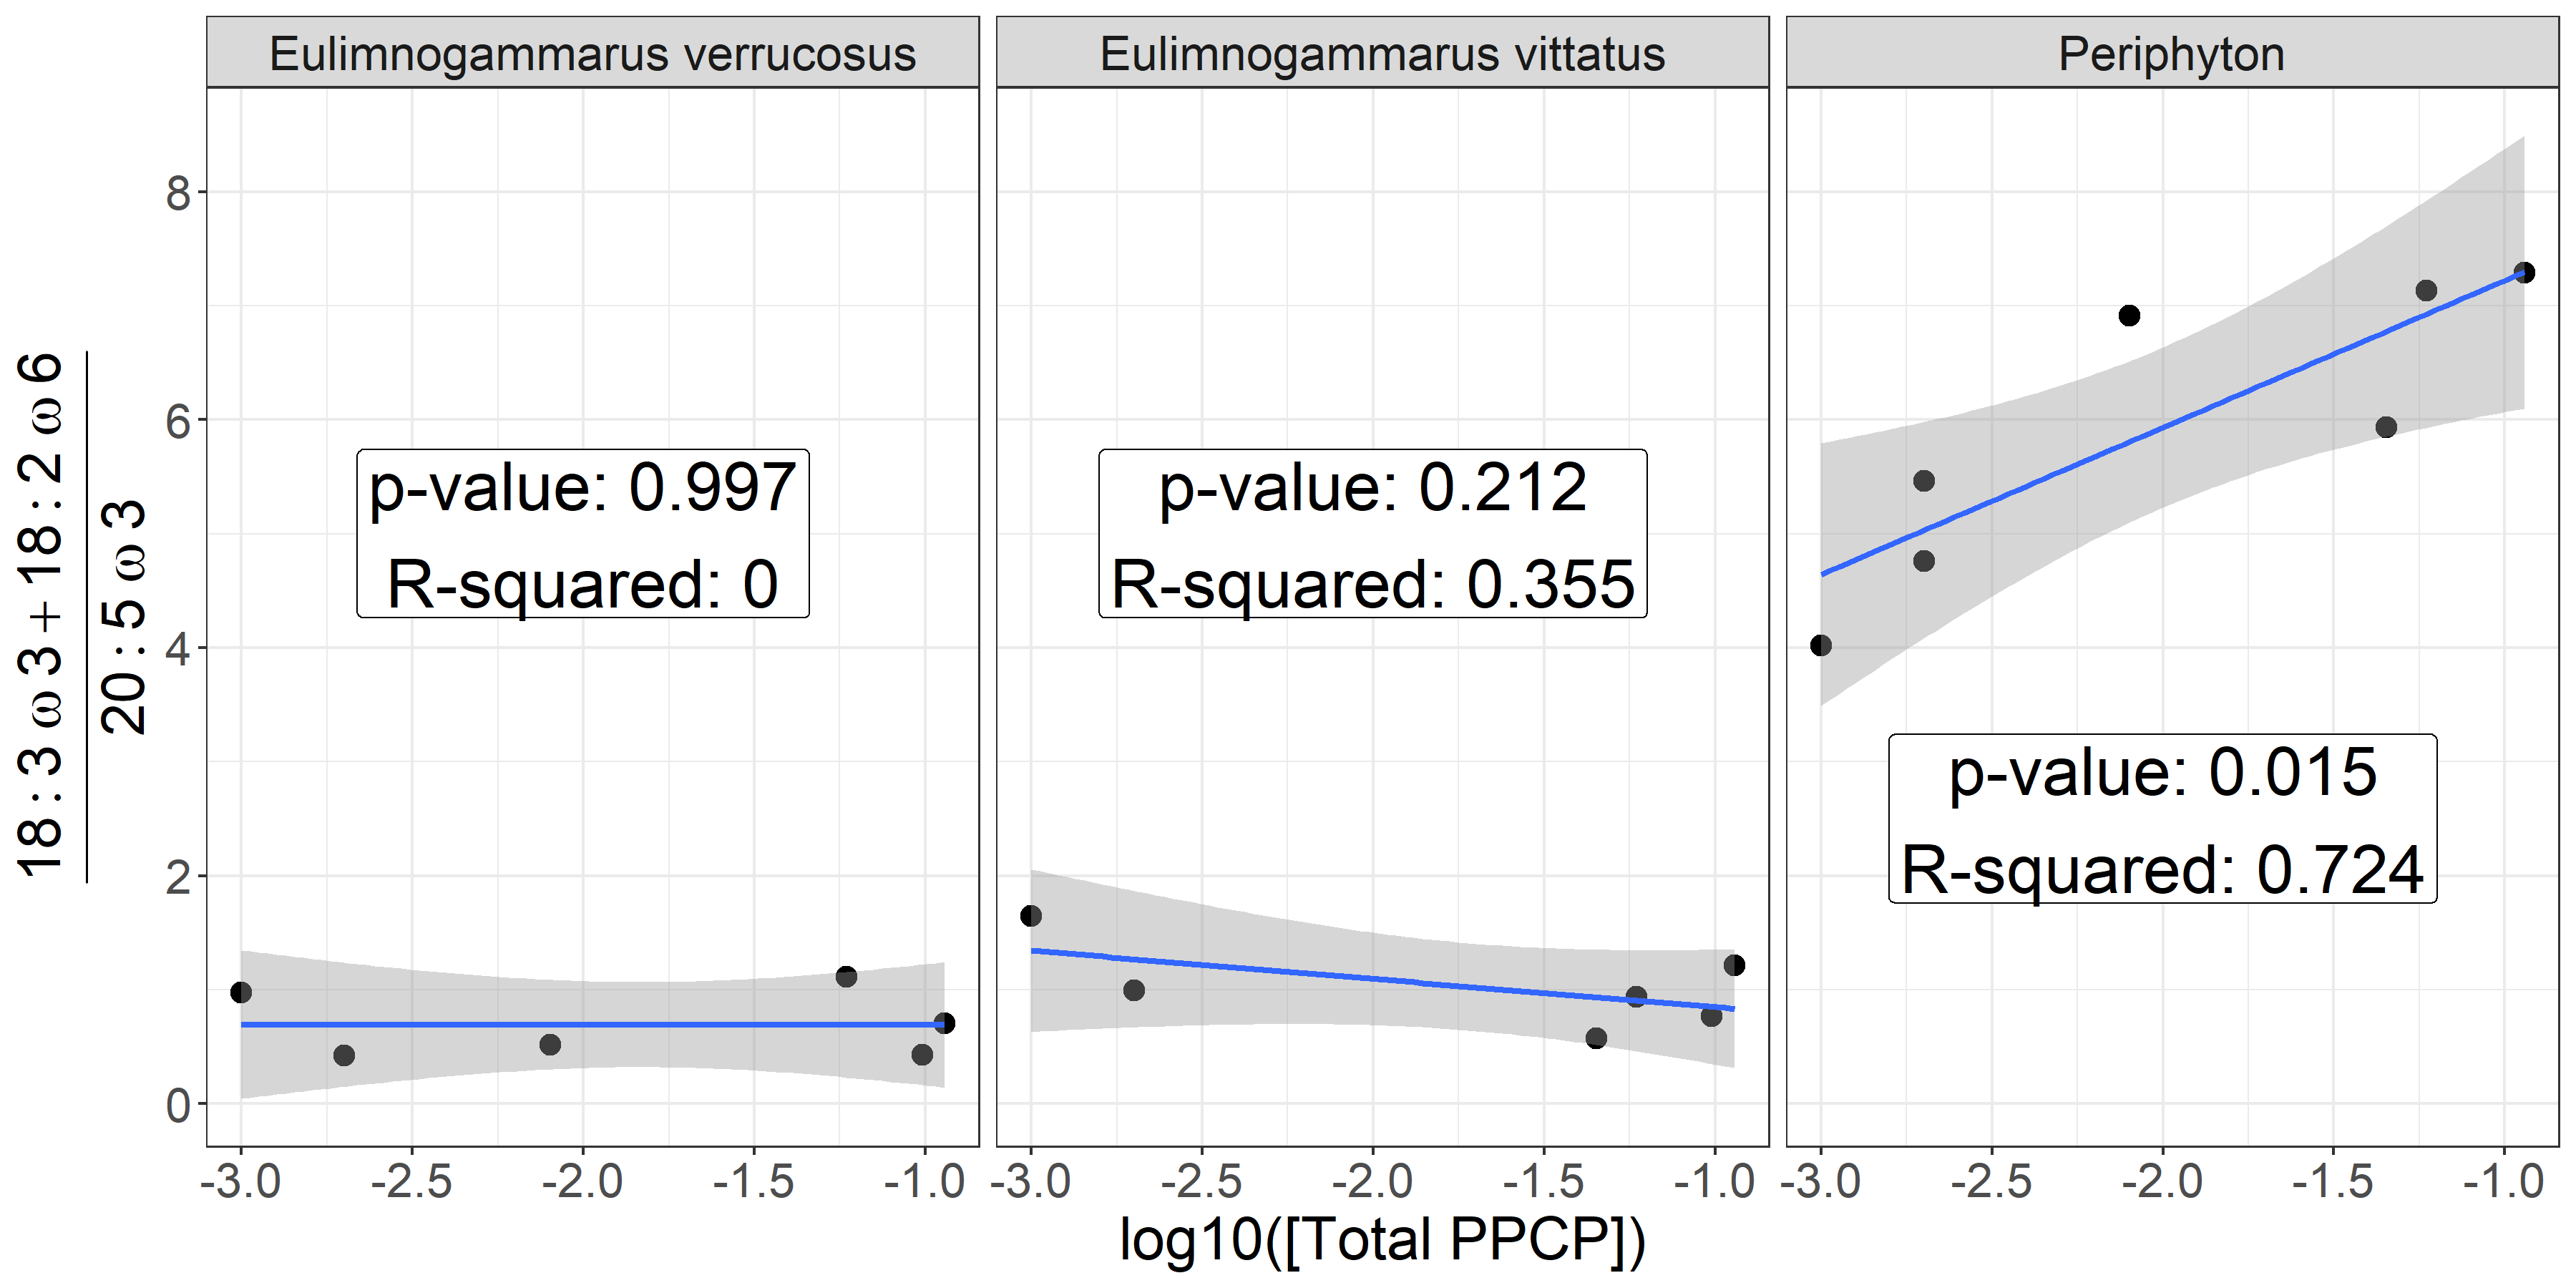 Eulimnogammarus verrucosus
Eulimnogammarus vittatus
Periphyton
18:3 ω 3 + 18:2 ω 6
20:5 ω 3
8
6
4
2
0
p-value: 0.997
R-squared: 0
p-value: 0.212
R-squared: 0.355
p-value: 0.015
R-squared: 0.724
-3.0 -2.5 -2.0 -1.5 -1.0
-3.0 -2.5 -2.0 -1.5 -1.0
-3.0 -2.5 -2.0 -1.5 -1.0
log10([Total PPCP])